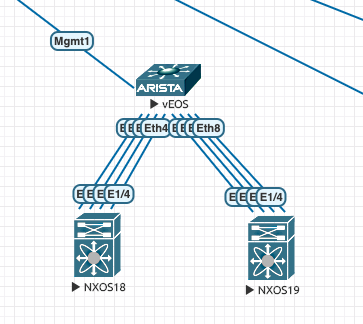 Mgmt1
ARISTA
vEOS
E E E Eth4 E E E Eth8
E E E E1/4 E E E E1/4
NXOS18
NXOS19